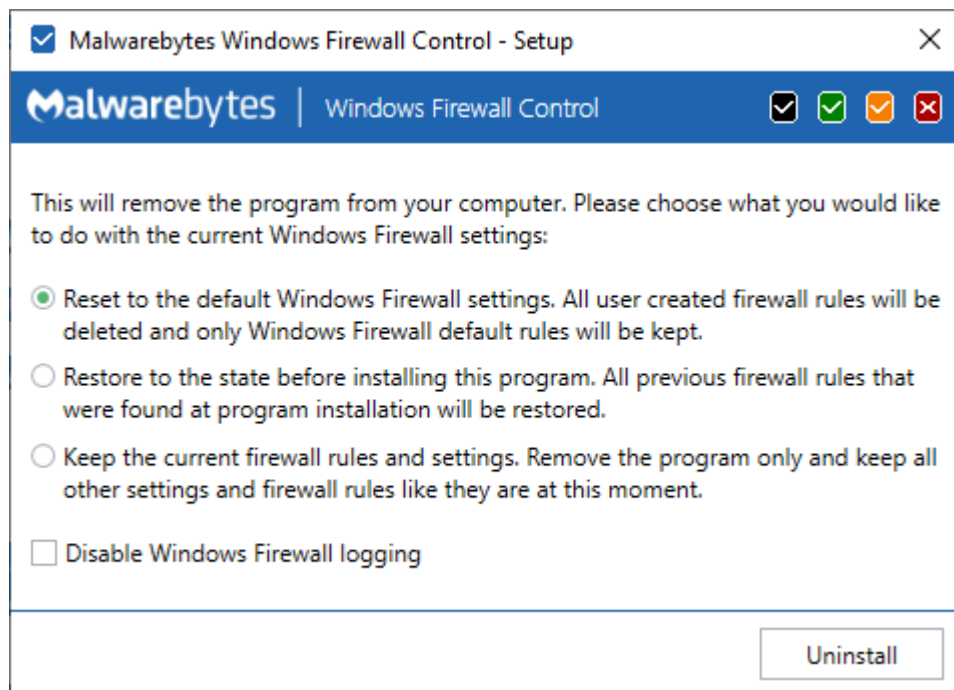 Malwarebytes Windows Firewall Control - Setup
Malwarebytes | Windows Firewall Control
This will remove the program from your computer. Please choose what you would like
to do with the current Windows Firewall settings:
Reset to the default Windows Firewall settings. All user created firewall rules will be
deleted and only Windows Firewall default rules will be kept.
Restore to the state before installing this program. All previous firewall rules that
were found at program installation will be restored.
Keep the current firewall rules and settings. Remove the program only and keep all
other settings and firewall rules like they are at this moment.
Disable Windows Firewall logging
Uninstall